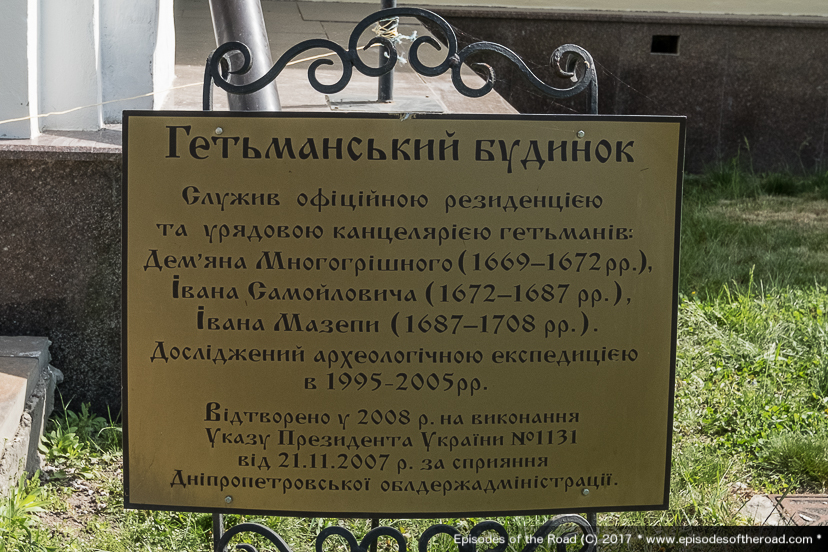 Гетьманський будинок
Служив офіційною резиденцією
та урядовою канцелярією гетьманів:
Дем'яна Многогрішного (1669–1672 рр.),
Івана Самойловича (1672–1687 рр.),
Івана Мазепи (1687–1708 рр.).
Досліджений археологічною експедицією
в 1995-2005рр.
Відтворено у 2008 р. на виконання
Указу Президента України №1131
від 21.11.2007 р. за сприяння
Дніпропетровської облдержадміністрації.
Episodes of the Road (C) 2017 * www.episodesoftheroad.com *